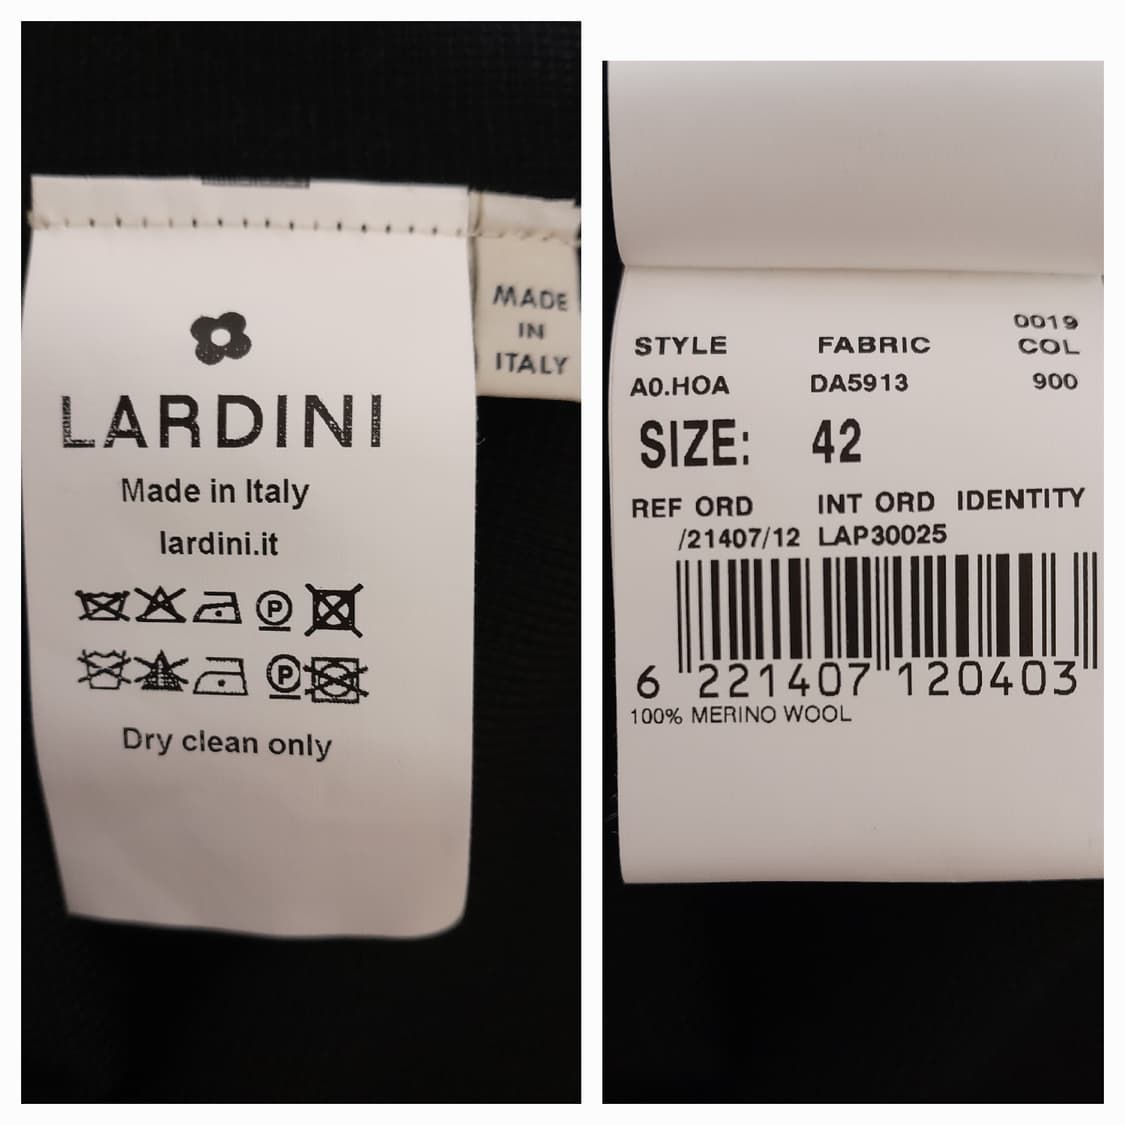 LARDINI
Made in Italy
lardini.it
P
P
Dry clean only
MADE
IN
ITALY
0019
STYLE FABRIC COL
A0.HOA DA5913 900
SIZE: 42
REF ORD INT ORD IDENTITY
/21407/12 LAP30025
6 221407 120403
100% MERINO WOOL